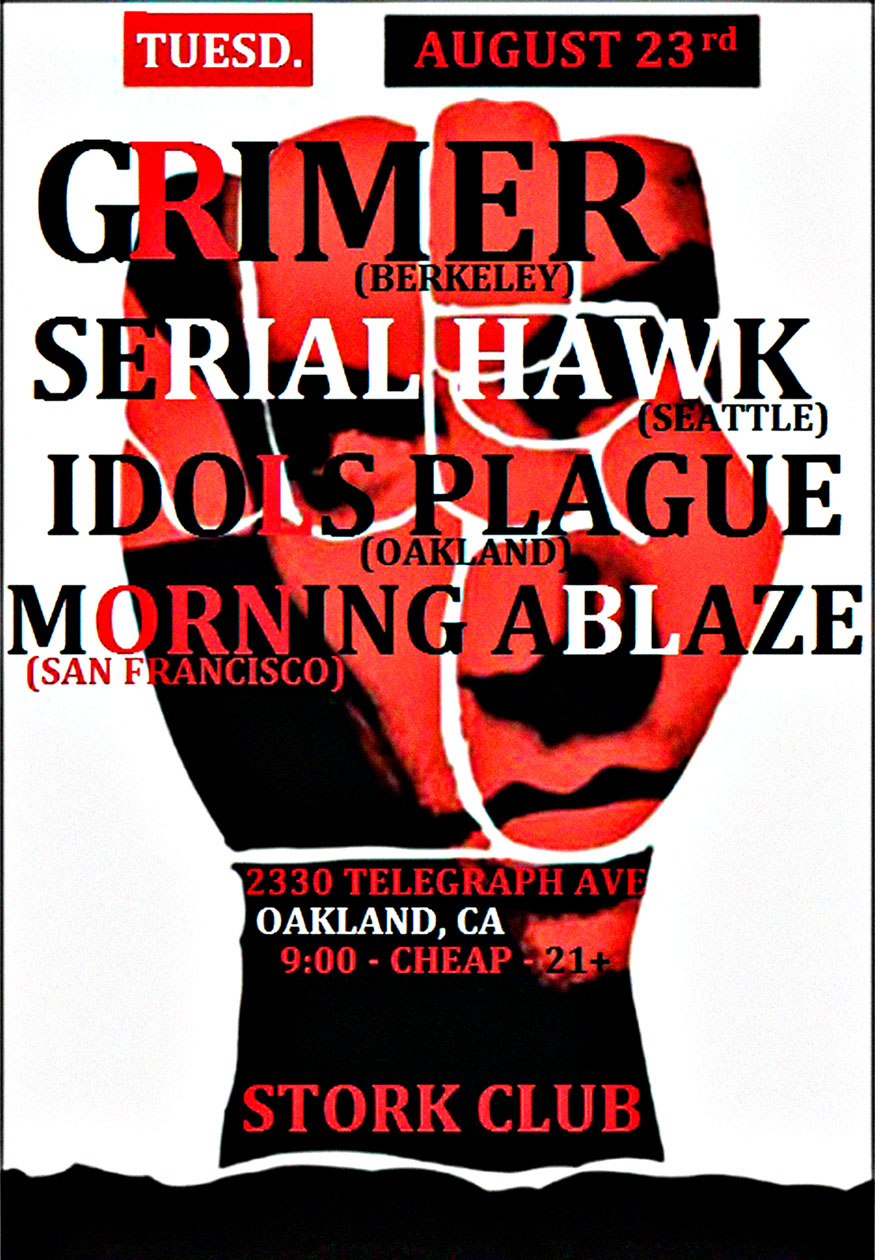 TUESD. AUGUST 23rd
GRIMER
(BERKELEY)
SERIAL HAWK
(SEATTLE)
IDOLS PLAGUE
(OAKLAND)
MORNING ABLAZE
(SAN FRANCISCO)
2330 TELEGRAPH AVE
OAKLAND, CA
9:00 - CHEAP - 21+
STORK CLUB